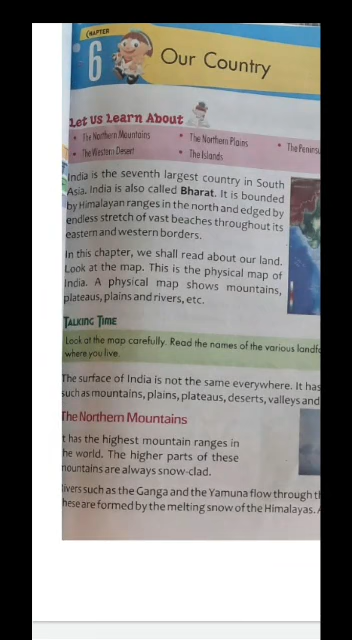 CHAPTER
6
Our Country
Let Us Learn About
• The Northern Mountains • The Northern Plains • The
• The Western Desert • The Islands
India is the seventh largest country in South
Asia. India is also called Bharat. It is bounded
by Himalayan ranges in the north and edged by
endless stretch of vast beaches throughout its
eastern and western borders.
In this chapter, we shall read about our land.
Look at the map. This is the physical map of
India. A physical map shows mountains,
plateaus, plains and rivers, etc.
TALKING TIME
Look at the map carefully. Read the names of the various
where you live.
The surface of India is not the same everywhere. It has
such as mountains, plains, plateaus, deserts, valleys and
The Northern Mountains
t has the highest mountain ranges in
he world. The higher parts of these
mountains are always snow-clad.
ivers such as the Ganga and the Yamuna flow through
hese are formed by the melting snow of the Himalayas.